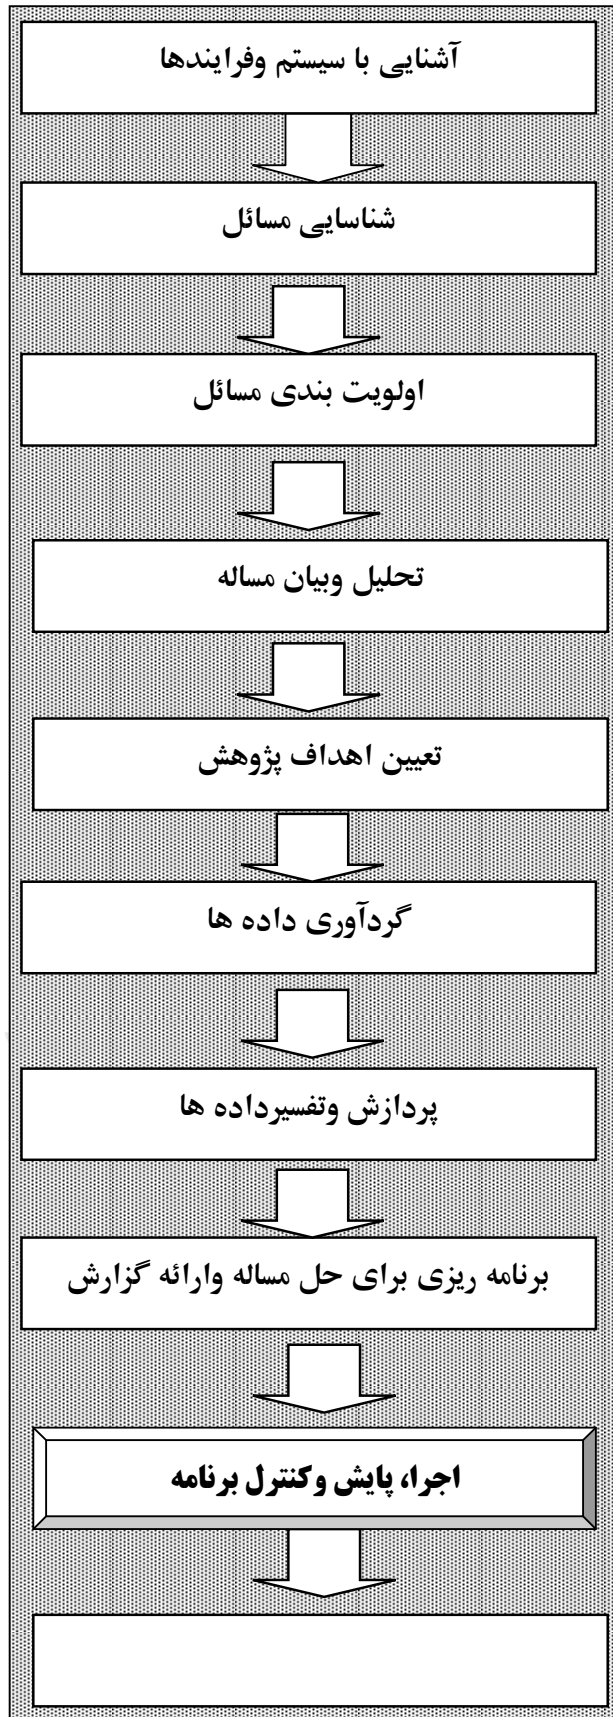 آشنایی با سیستم وفرایندها
شناسایی مسائل
اولویت بندی مسائل
تحلیل وبیان مساله
تعیین اهداف پژوهش
گردآوری داده ها
پردازش وتفسیرداده ها
برنامه ریزی برای حل مساله وارائه گزارش
اجرا، پایش وکنترل برنامه